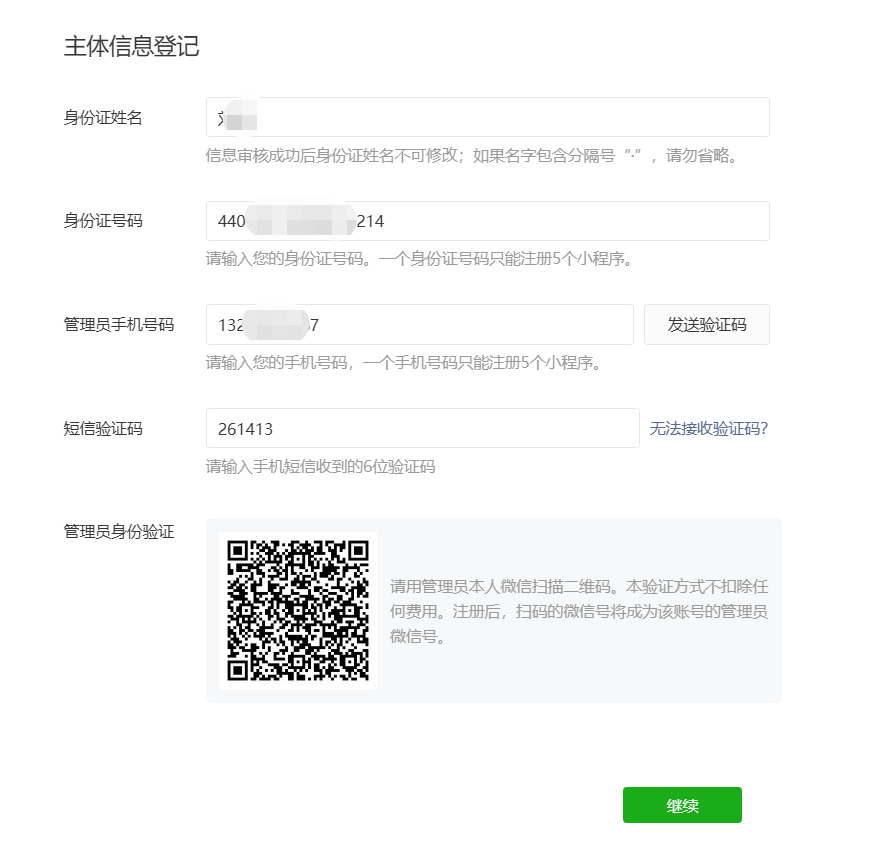 主体信息登记
身份证姓名
信息审核成功后身份证姓名不可修改；如果名字包含分隔号“·”，请勿省略。
身份证号码 440 214
请输入您的身份证号码。一个身份证号码只能注册5个小程序。
管理员手机号码 132 7 发送验证码
请输入您的手机号码，一个手机号码只能注册5个小程序。
短信验证码 261413 无法接收验证码?
请输入手机短信收到的6位验证码
管理员身份验证
请用管理员本人微信扫描二维码。本验证方式不扣除任
何费用。注册后，扫码的微信号将成为该账号的管理员
微信号。
继续